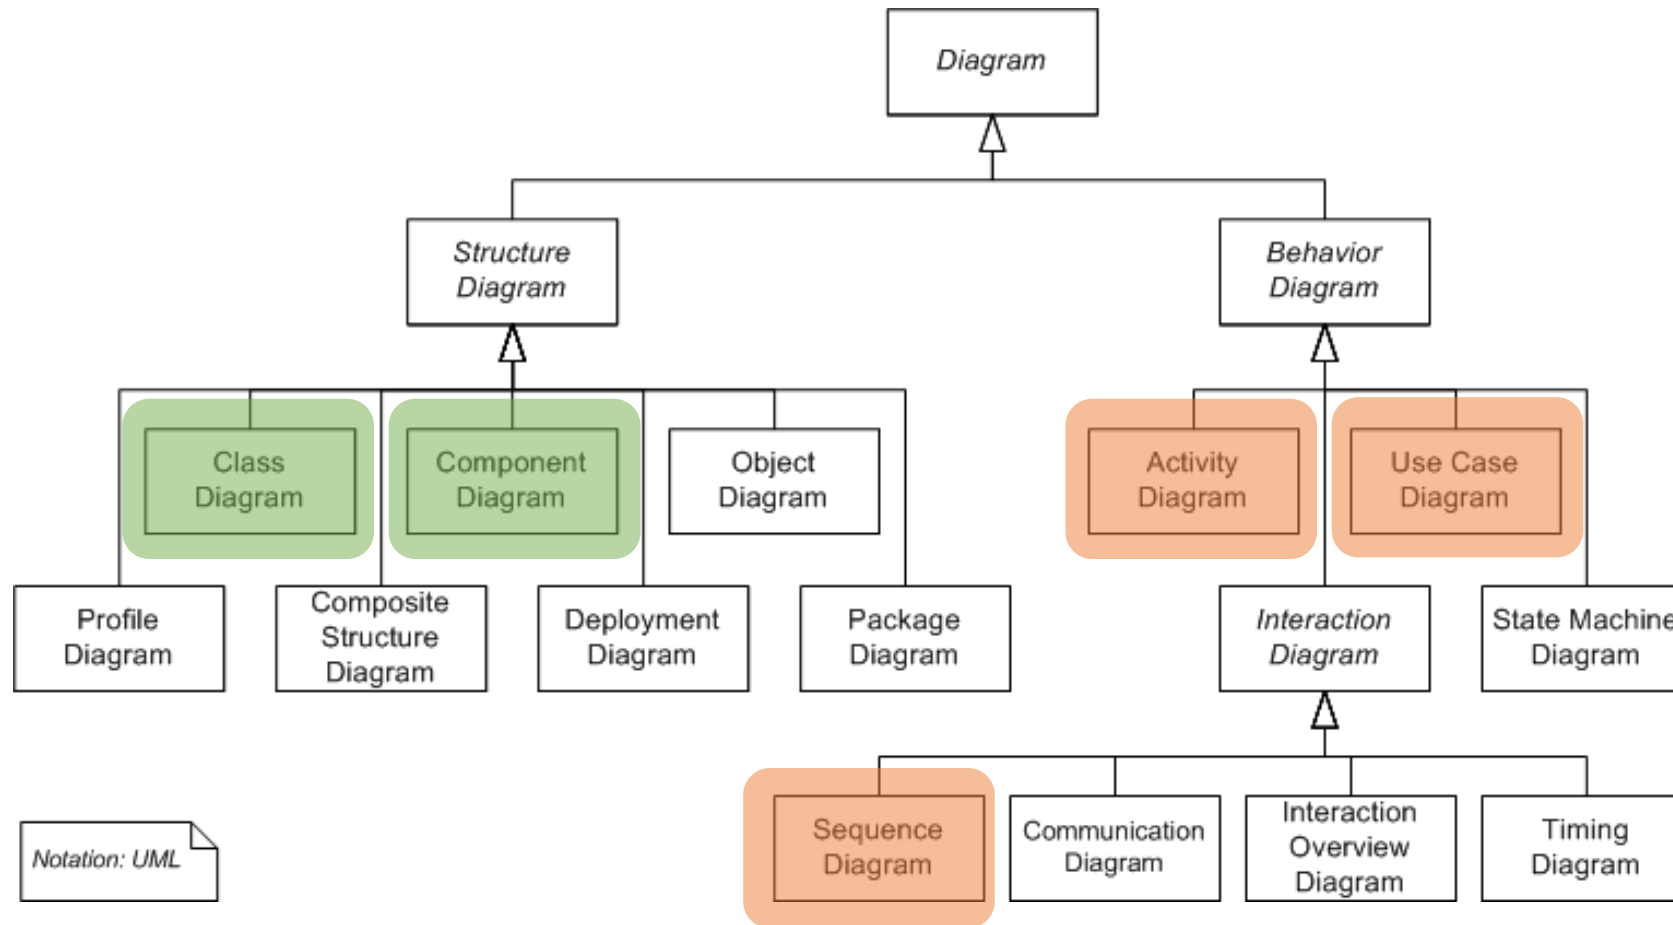 Diagram
Structure
Diagram
Behavior
Diagram
Class
Diagram
Component
Diagram
Object
Diagram
Activity
Diagram
Use Case
Diagram
Profile
Diagram
Composite
Structure
Diagram
Deployment
Diagram
Package
Diagram
Interaction
Diagram
State Machine
Diagram
Sequence
Diagram
Communication
Diagram
Interaction
Overview
Diagram
Timing
Diagram
Notation: UML